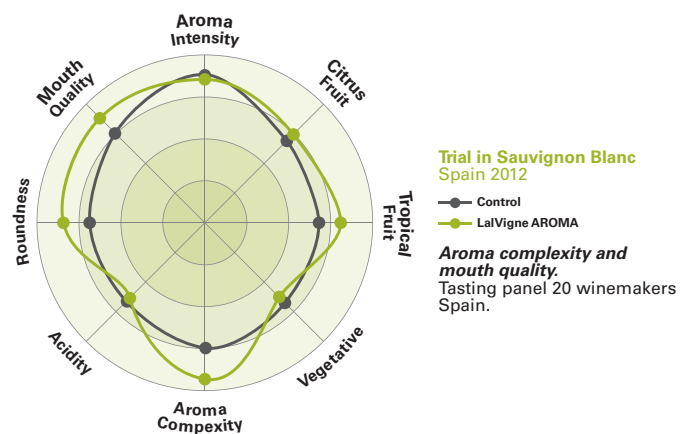 Aroma
Intensity
Citrus
Fruit
Tropical
Fruit
Vegetative
Aroma
Compexity
Acidity
Roundness
Mouth
Quality
Trial in Sauvignon Blanc
Spain 2012
Control
LalVigne AROMA
Aroma complexity and
mouth quality.
Tasting panel 20 winemakers
Spain.